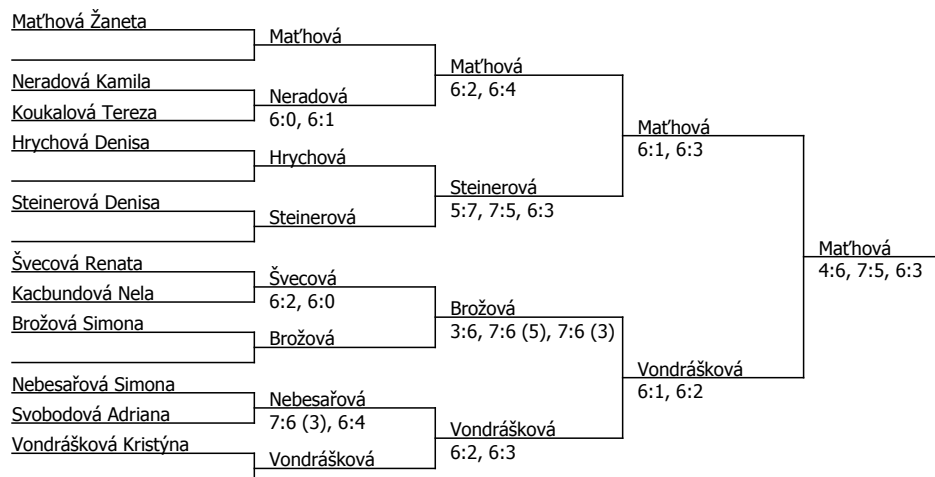 Maťhová Žaneta
Maťhová
Maťhová
6:2, 6:4
Neradová Kamila
Neradová
6:0, 6:1
Koukalová Tereza
Maťhová
6:1, 6:3
Hrychová Denisa
Hrychová
Steinerová
5:7, 7:5, 6:3
Steinerová Denisa
Steinerová
Maťhová
4:6, 7:5, 6:3
Švecová Renata
Švecová
6:2, 6:0
Kacbundová Nela
Brožová
3:6, 7:6 (5), 7:6 (3)
Brožová Simona
Brožová
Vondrášková
6:1, 6:2
Nebesařová Simona
Nebesařová
7:6 (3), 6:4
Svobodová Adriana
Vondrášková
6:2, 6:3
Vondrášková Kristýna
Vondrášková